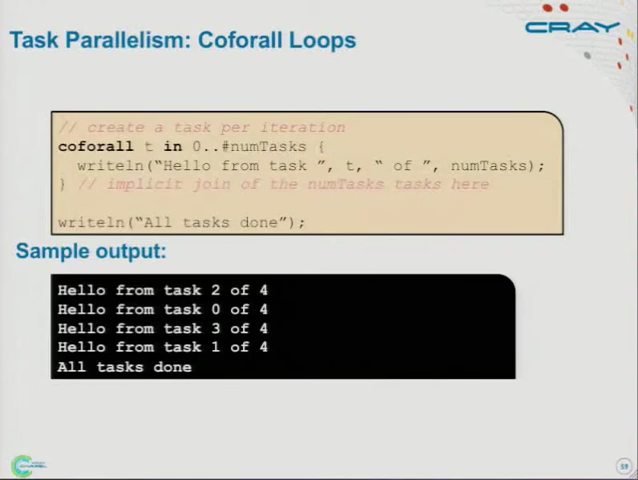 CRAY
Task Parallelism: Coforall Loops
// create a task per iteration
coforall t in 0..#numTasks {
writeln(“Hello from task ”, t, “ of ”, numTasks);
} // implicit join of the numTasks tasks here
writeln(“All tasks done”);
Sample output:
Hello from task 2 of 4
Hello from task 0 of 4
Hello from task 3 of 4
Hello from task 1 of 4
All tasks done